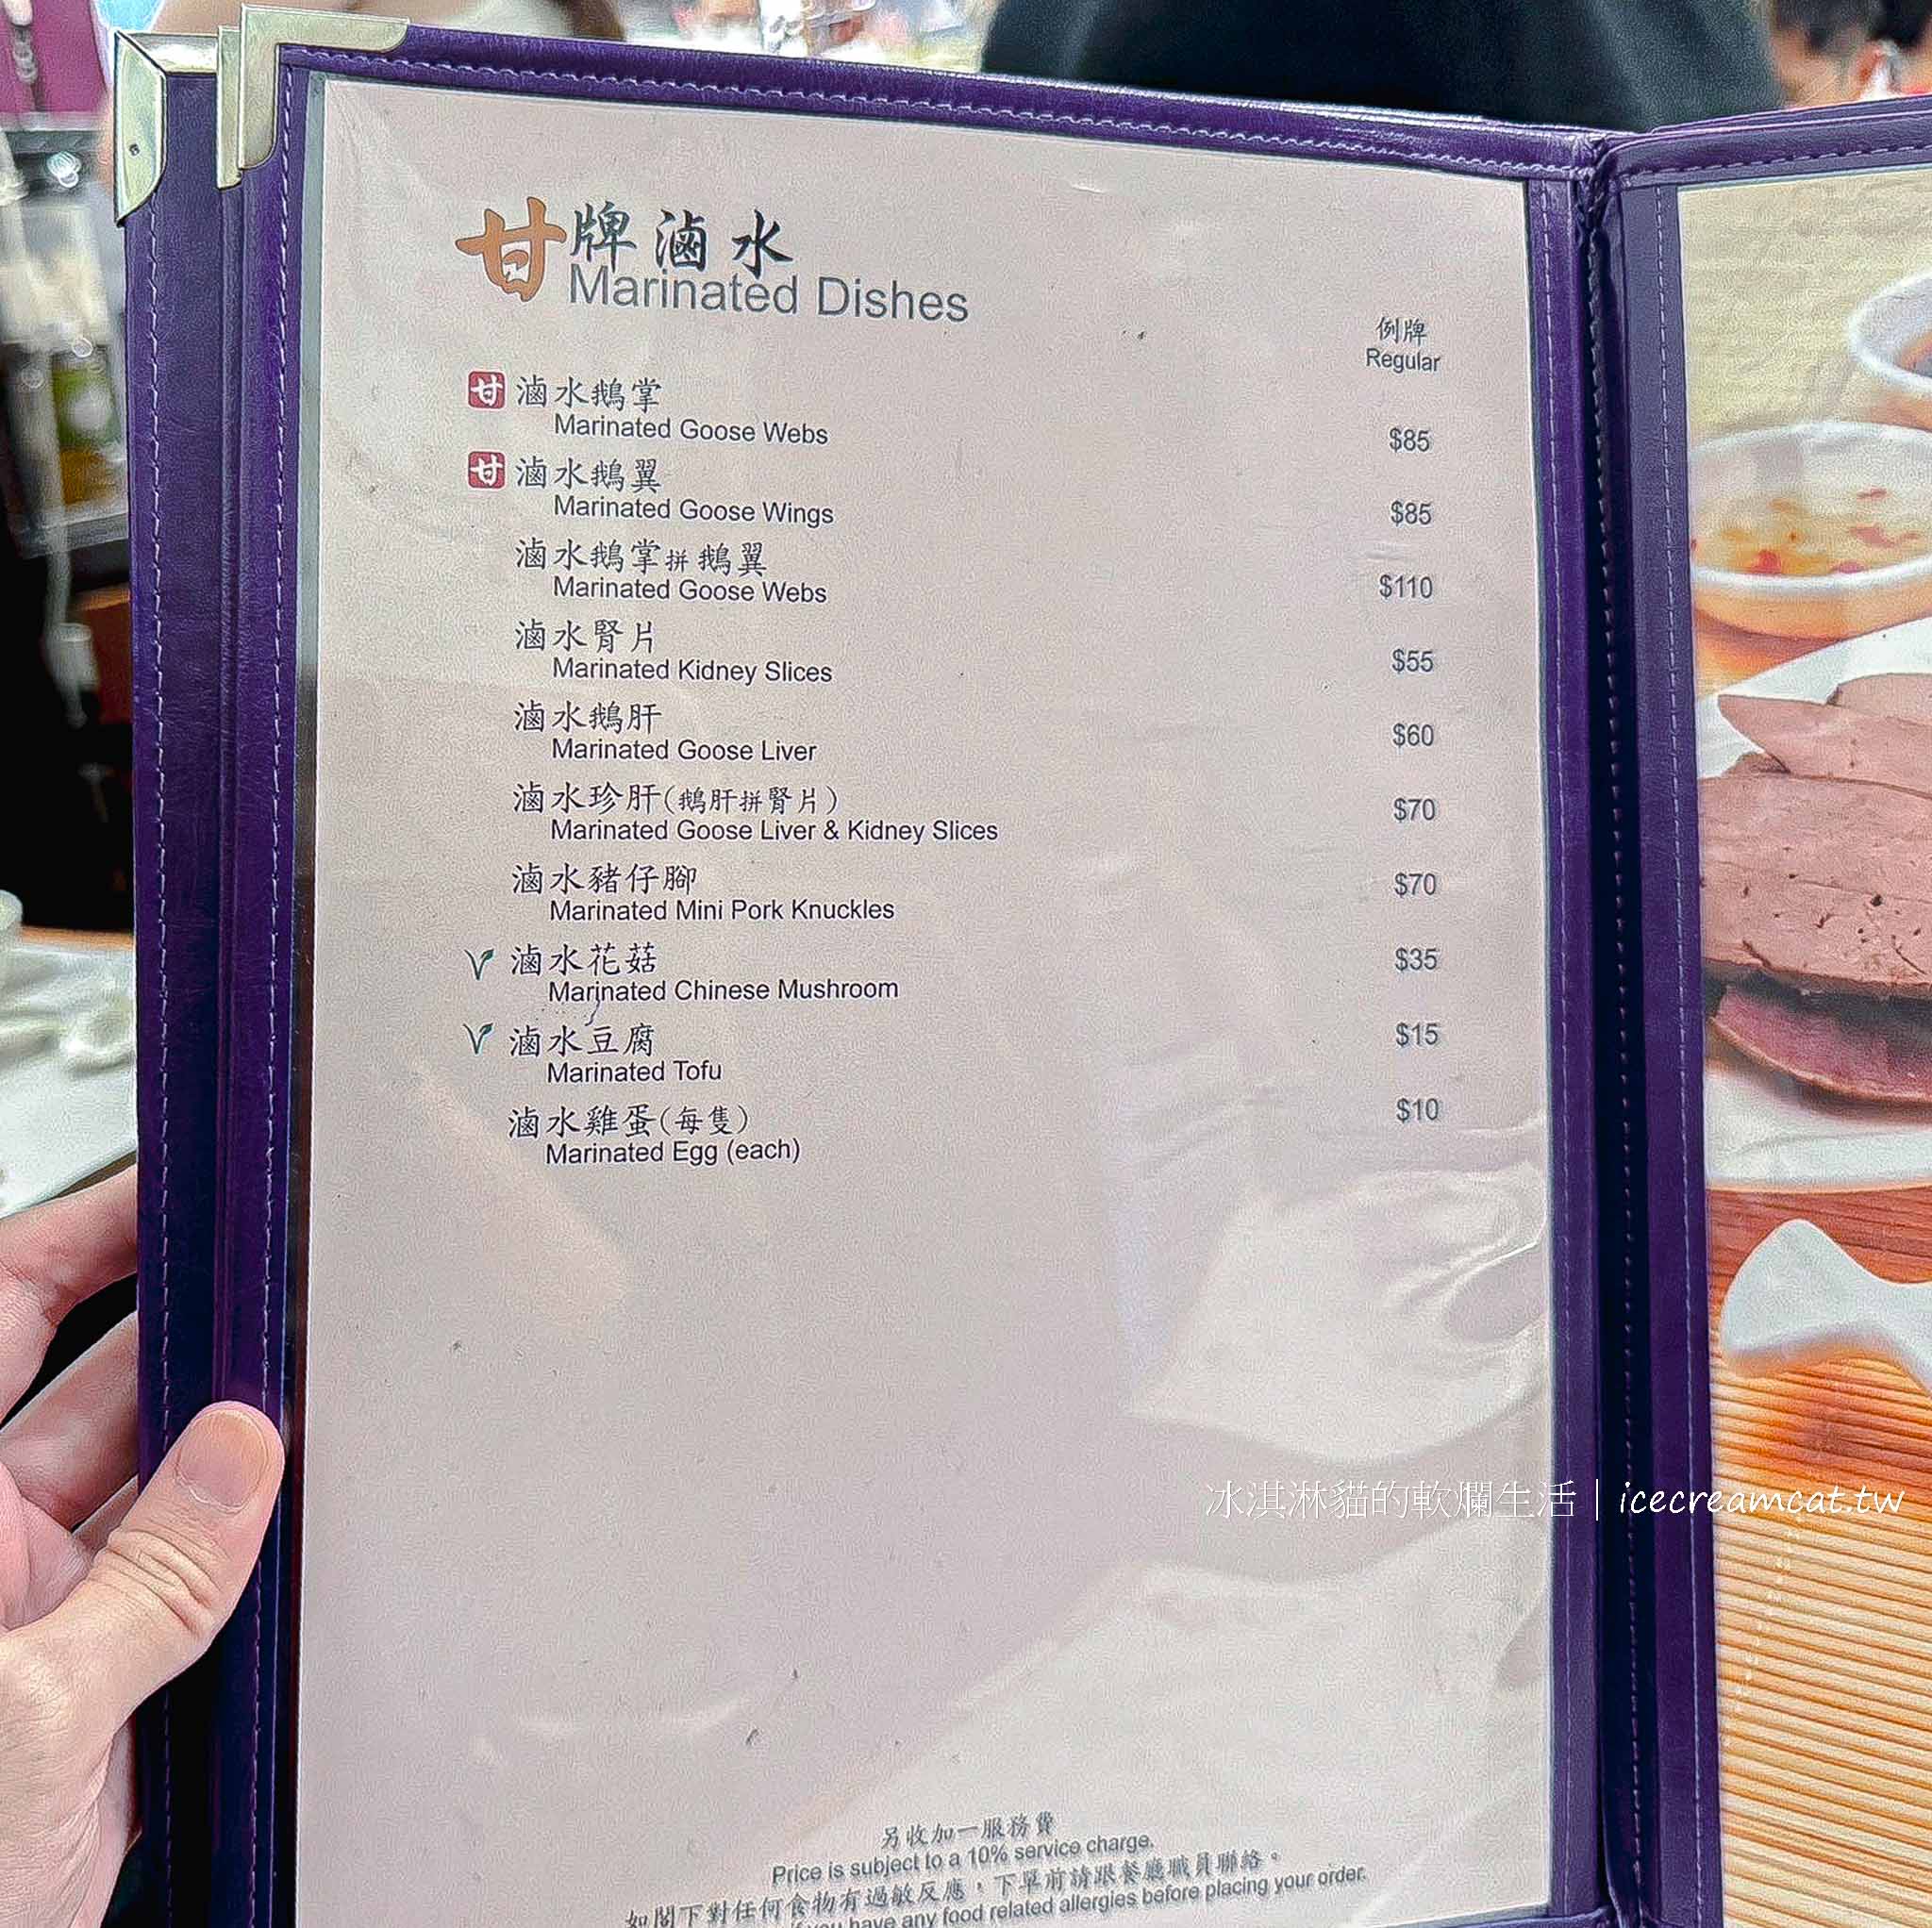 甘牌滷水
Marinated Dishes
例牌
Regular
甘 滷水鵝掌
Marinated Goose Webs
$85
甘 滷水鵝翼
Marinated Goose Wings
$85
滷水鵝掌拼鵝翼
Marinated Goose Webs
$110
滷水腎片
Marinated Kidney Slices
$55
滷水鵝肝
Marinated Goose Liver
$60
滷水珍肝(鵝肝拼腎片)
Marinated Goose Liver & Kidney Slices
$70
滷水豬仔腳
Marinated Mini Pork Knuckles
$70
滷水花菇
Marinated Chinese Mushroom
$35
滷水豆腐
Marinated Tofu
$15
滷水雞蛋(每隻)
Marinated Egg (each)
$10
冰淇淋貓的軟爛生活｜icecreamcat.tw
另收加一服務費
Price is subject to a 10% service charge.
如閣下對任何食物有過敏反應，下單前請跟餐廳職員聯絡。
you have any food related allergies before placing your order.